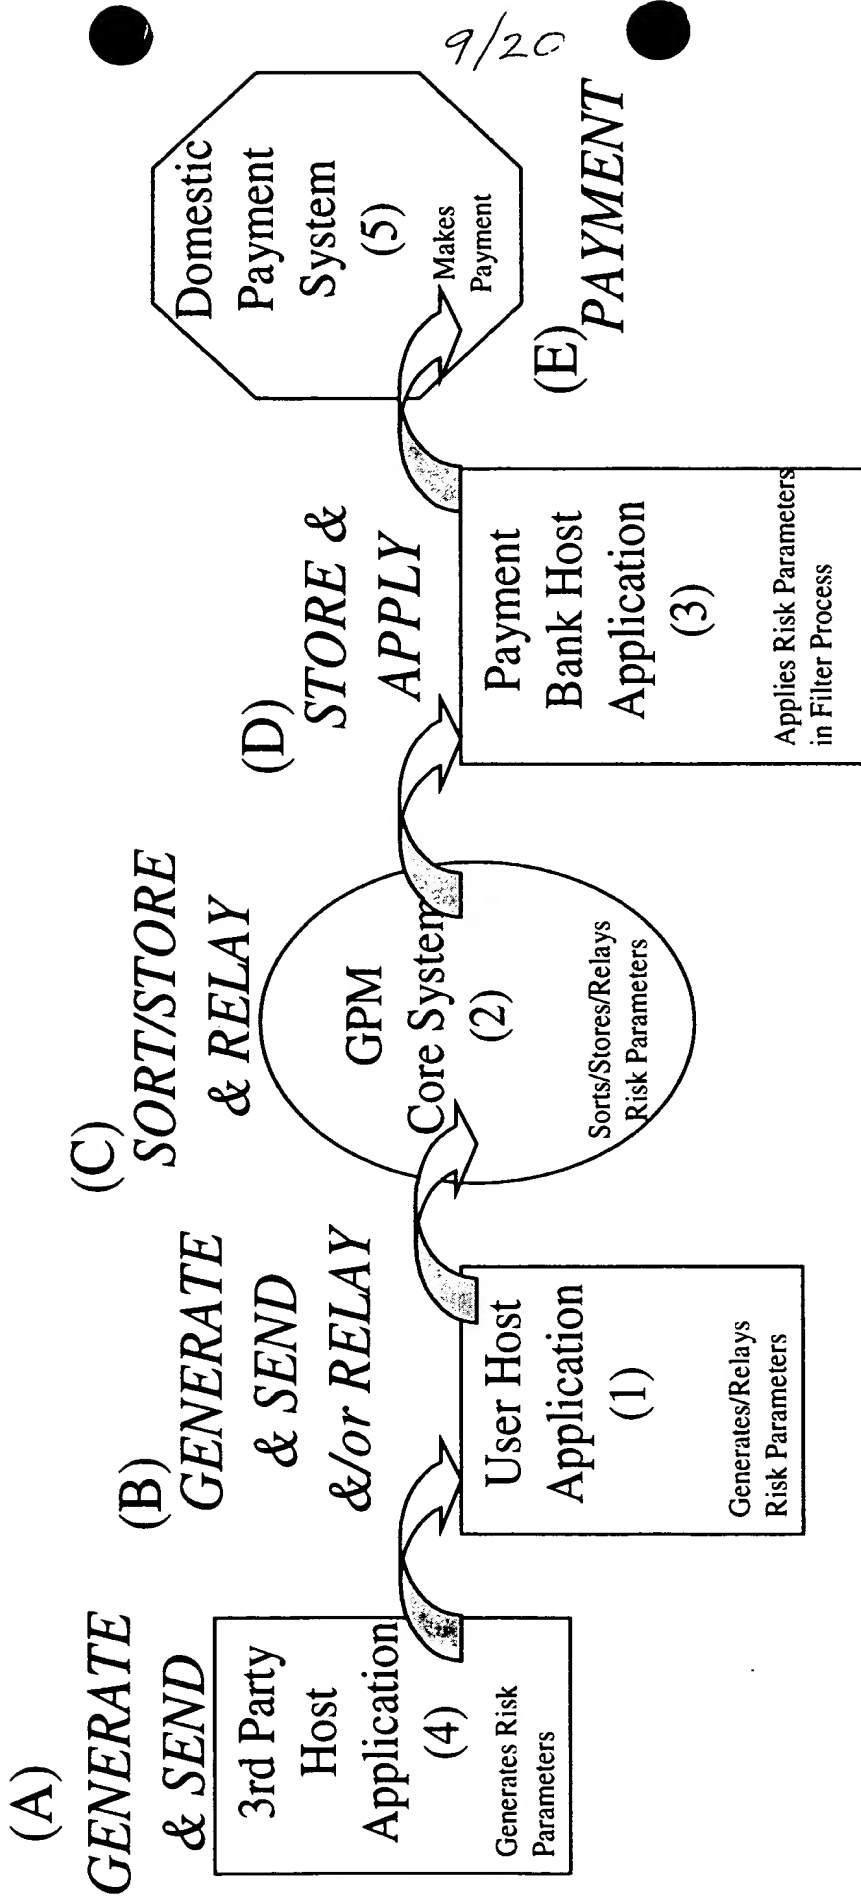 9/20
(A)
GENERATE
& SEND
3rd Party
Host
Application
(4)
Generates Risk
Parameters
(B)
GENERATE
& SEND
&/or RELAY
User Host
Application
(1)
Generates/Relays
Risk Parameters
(C)
SORT/STORE
& RELAY
GPM
Core System
(2)
Sorts/Stores/Relays
Risk Parameters
(D)
STORE &
APPLY
Payment
Bank Host
Application
(3)
Applies Risk Parameters
in Filter Process
Domestic
Payment
System
(5)
Makes
Payment
(E)
PAYMENT